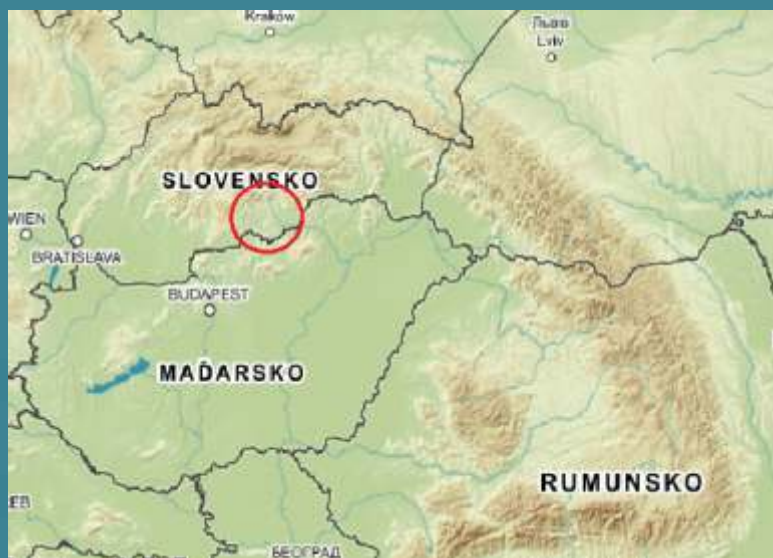 Kraków
Львів
Lviv
SLOVENSKO
WIEN
BRATISLAVA
BUDAPEST
MAĎARSKO
RUMUNSKO
БЕОГРАД